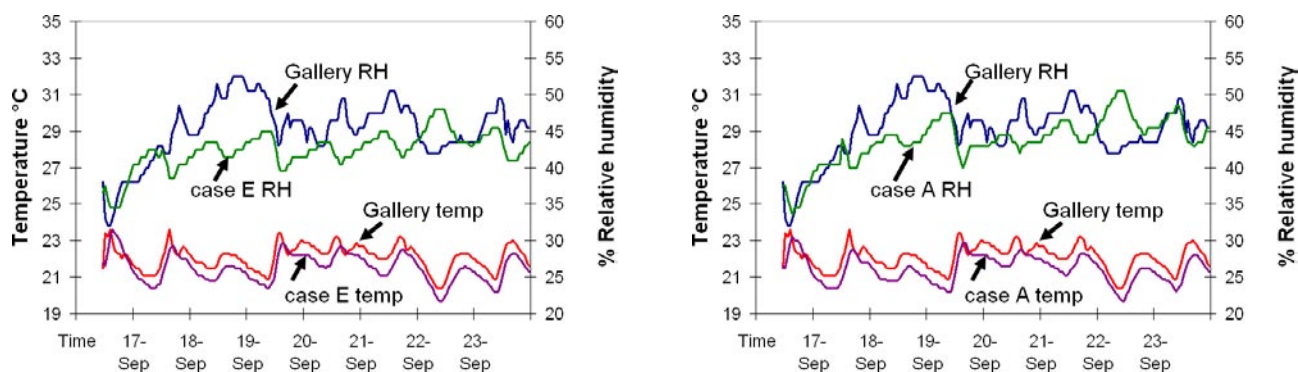 35
33
31
29
27
25
23
21
19
Temperature °C
60
55
50
45
40
35
30
25
20
% Relative humidity
Gallery RH
case E RH
Gallery temp
case E temp
Time
17-
Sep
18-
Sep
19-
Sep
20-
Sep
21-
Sep
22-
Sep
23-
Sep
35
33
31
29
27
25
23
21
19
Temperature °C
60
55
50
45
40
35
30
25
20
% Relative humidity
Gallery RH
case A RH
Gallery temp
case A temp
Time
17-
Sep
18-
Sep
19-
Sep
20-
Sep
21-
Sep
22-
Sep
23-
Sep